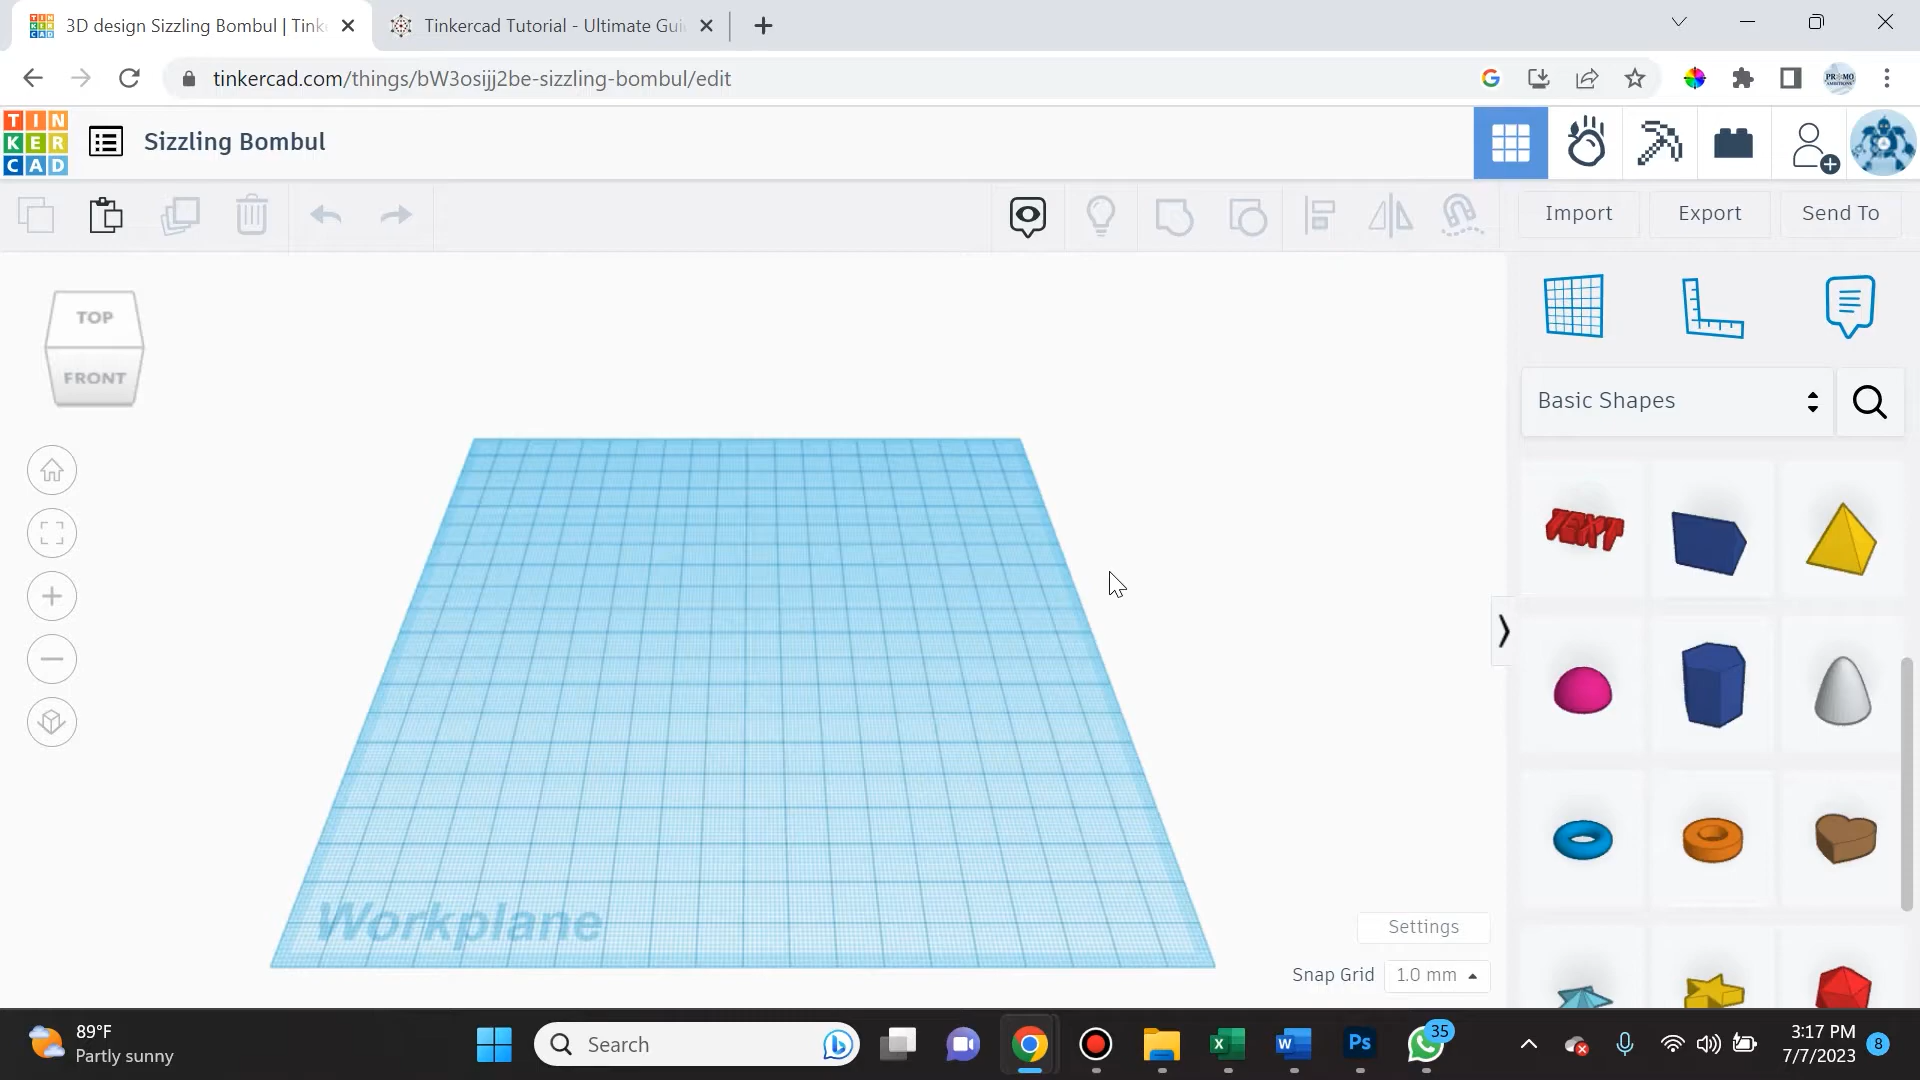 3D design Sizzling Bombul | Tink
Tinkercad Tutorial - Ultimate Gui
tinkercad.com/things/bW3osijj2be-sizzling-bombul/edit
PROMO
TIN
KER
CAD
Sizzling Bombul
Import
Export
Send To
TOP
FRONT
Basic Shapes
TEXT
Workplane
Settings
Snap Grid
1.0 mm
89°F
Partly sunny
Search
35
3:17 PM
7/7/2023
8